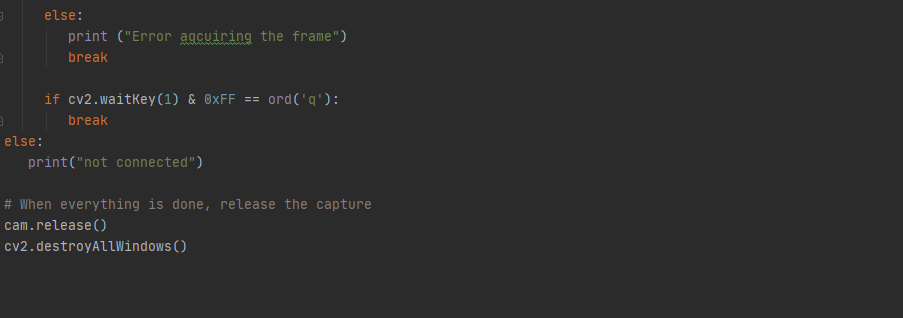 else:
print ("Error aqcuiring the frame")
break
if cv2.waitKey(1) & 0xFF == ord('q'):
break
else:
print("not connected")
# When everything is done, release the capture
cam.release()
cv2.destroyAllWindows()